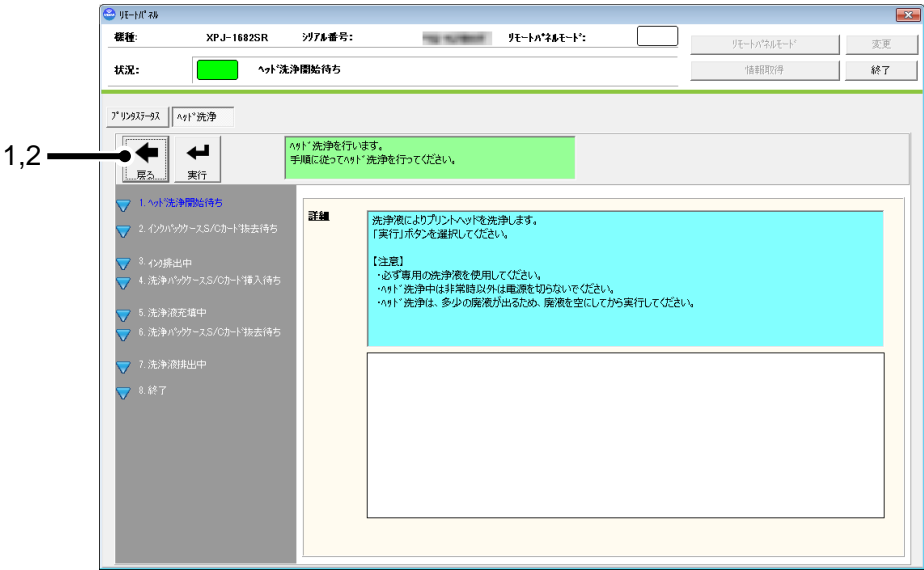 リモートパネル
機種: XPJ-1682SR シリアル番号: リモートパネルモード:
リモートパネルモード 変更
状況: ヘッド洗浄開始待ち
情報取得 終了
プリンタステータス ヘッド洗浄
1,2
戻る 実行
ヘッド洗浄を行います。
手順に従ってヘッド洗浄を行ってください。
1. ヘッド洗浄開始待ち
2. インクパックケース,S/Cカード抜去待ち
3. インク排出中
4. 洗浄パックケース,S/Cカード挿入待ち
5. 洗浄液充填中
6. 洗浄パックケース,S/Cカード抜去待ち
7. 洗浄液排出中
8. 終了
詳細
洗浄液によりプリントヘッドを洗浄します。
「実行」ボタンを選択してください。
【注意】
・必ず専用の洗浄液を使用してください。
・ヘッド洗浄中は非常時以外は電源を切らないでください。
・ヘッド洗浄は、多少の廃液が出るため、廃液を空にしてから実行してください。